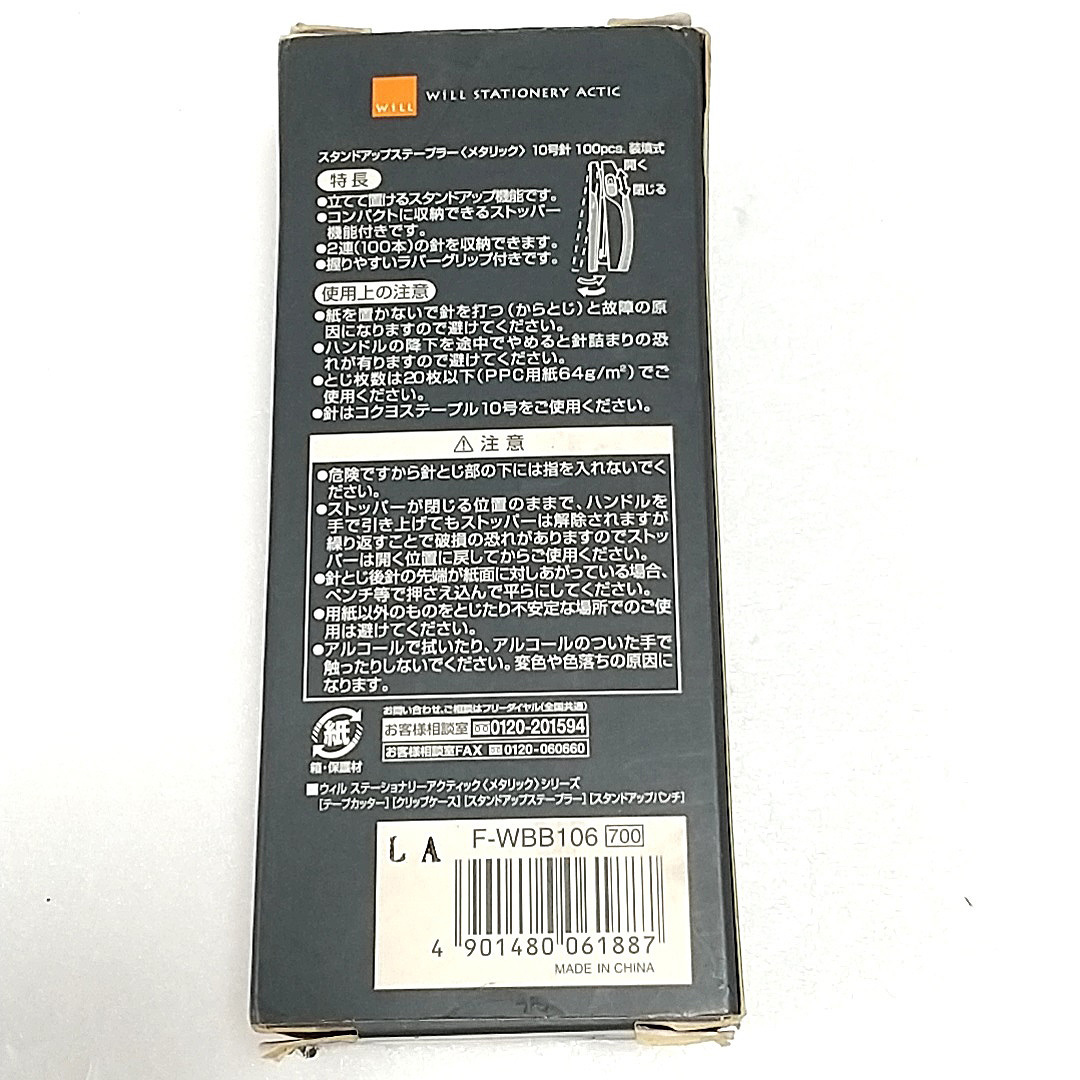 WiLL
WiLL STATIONERY ACTIC
スタンドアップステープラー〈メタリック〉 10号針 100pcs. 装填式
開く
閉じる
特長
●立てて置けるスタンドアップ機能です。
●コンパクトに収納できるストッパー
機能付きです。
●2連(100本)の針を収納できます。
●握りやすいラバーグリップ付きです。
使用上の注意
●紙を置かないで針を打つ(からとじ)と故障の原
因になりますので避けてください。
●ハンドルの降下を途中でやめると針詰まりの恐
れが有りますので避けてください。
●とじ枚数は20枚以下(PPC用紙64g/m²)でご
使用ください。
●針はコクヨステープル10号をご使用ください。
⚠注意
●危険ですから針とじ部の下には指を入れないでく
ださい。
●ストッパーが閉じる位置のままで、ハンドルを
手で引き上げてもストッパーは解除されますが
繰り返すことで破損の恐れがありますのでストッ
パーは開く位置に戻してからご使用ください。
●針とじ後針の先端が紙面に対しあがっている場合、
ペンチ等で押さえ込んで平らにしてください。
●用紙以外のものをとじたり不安定な場所でのご使
用は避けてください。
●アルコールで拭いたり、アルコールのついた手で
触ったりしないでください。変色や色落ちの原因に
なります。
紙
箱・保護材
お問い合わせ、ご相談はフリーダイヤル(全国共通)
お客様相談室 0120-201594
お客様相談室FAX 0120-060660
■ウィル ステーショナリーアクティック〈メタリック〉シリーズ
[テープカッター] [クリップケース] [スタンドアップステープラー] [スタンドアップパンチ]
L A
F-WBB106 700
4 901480 061887
MADE IN CHINA